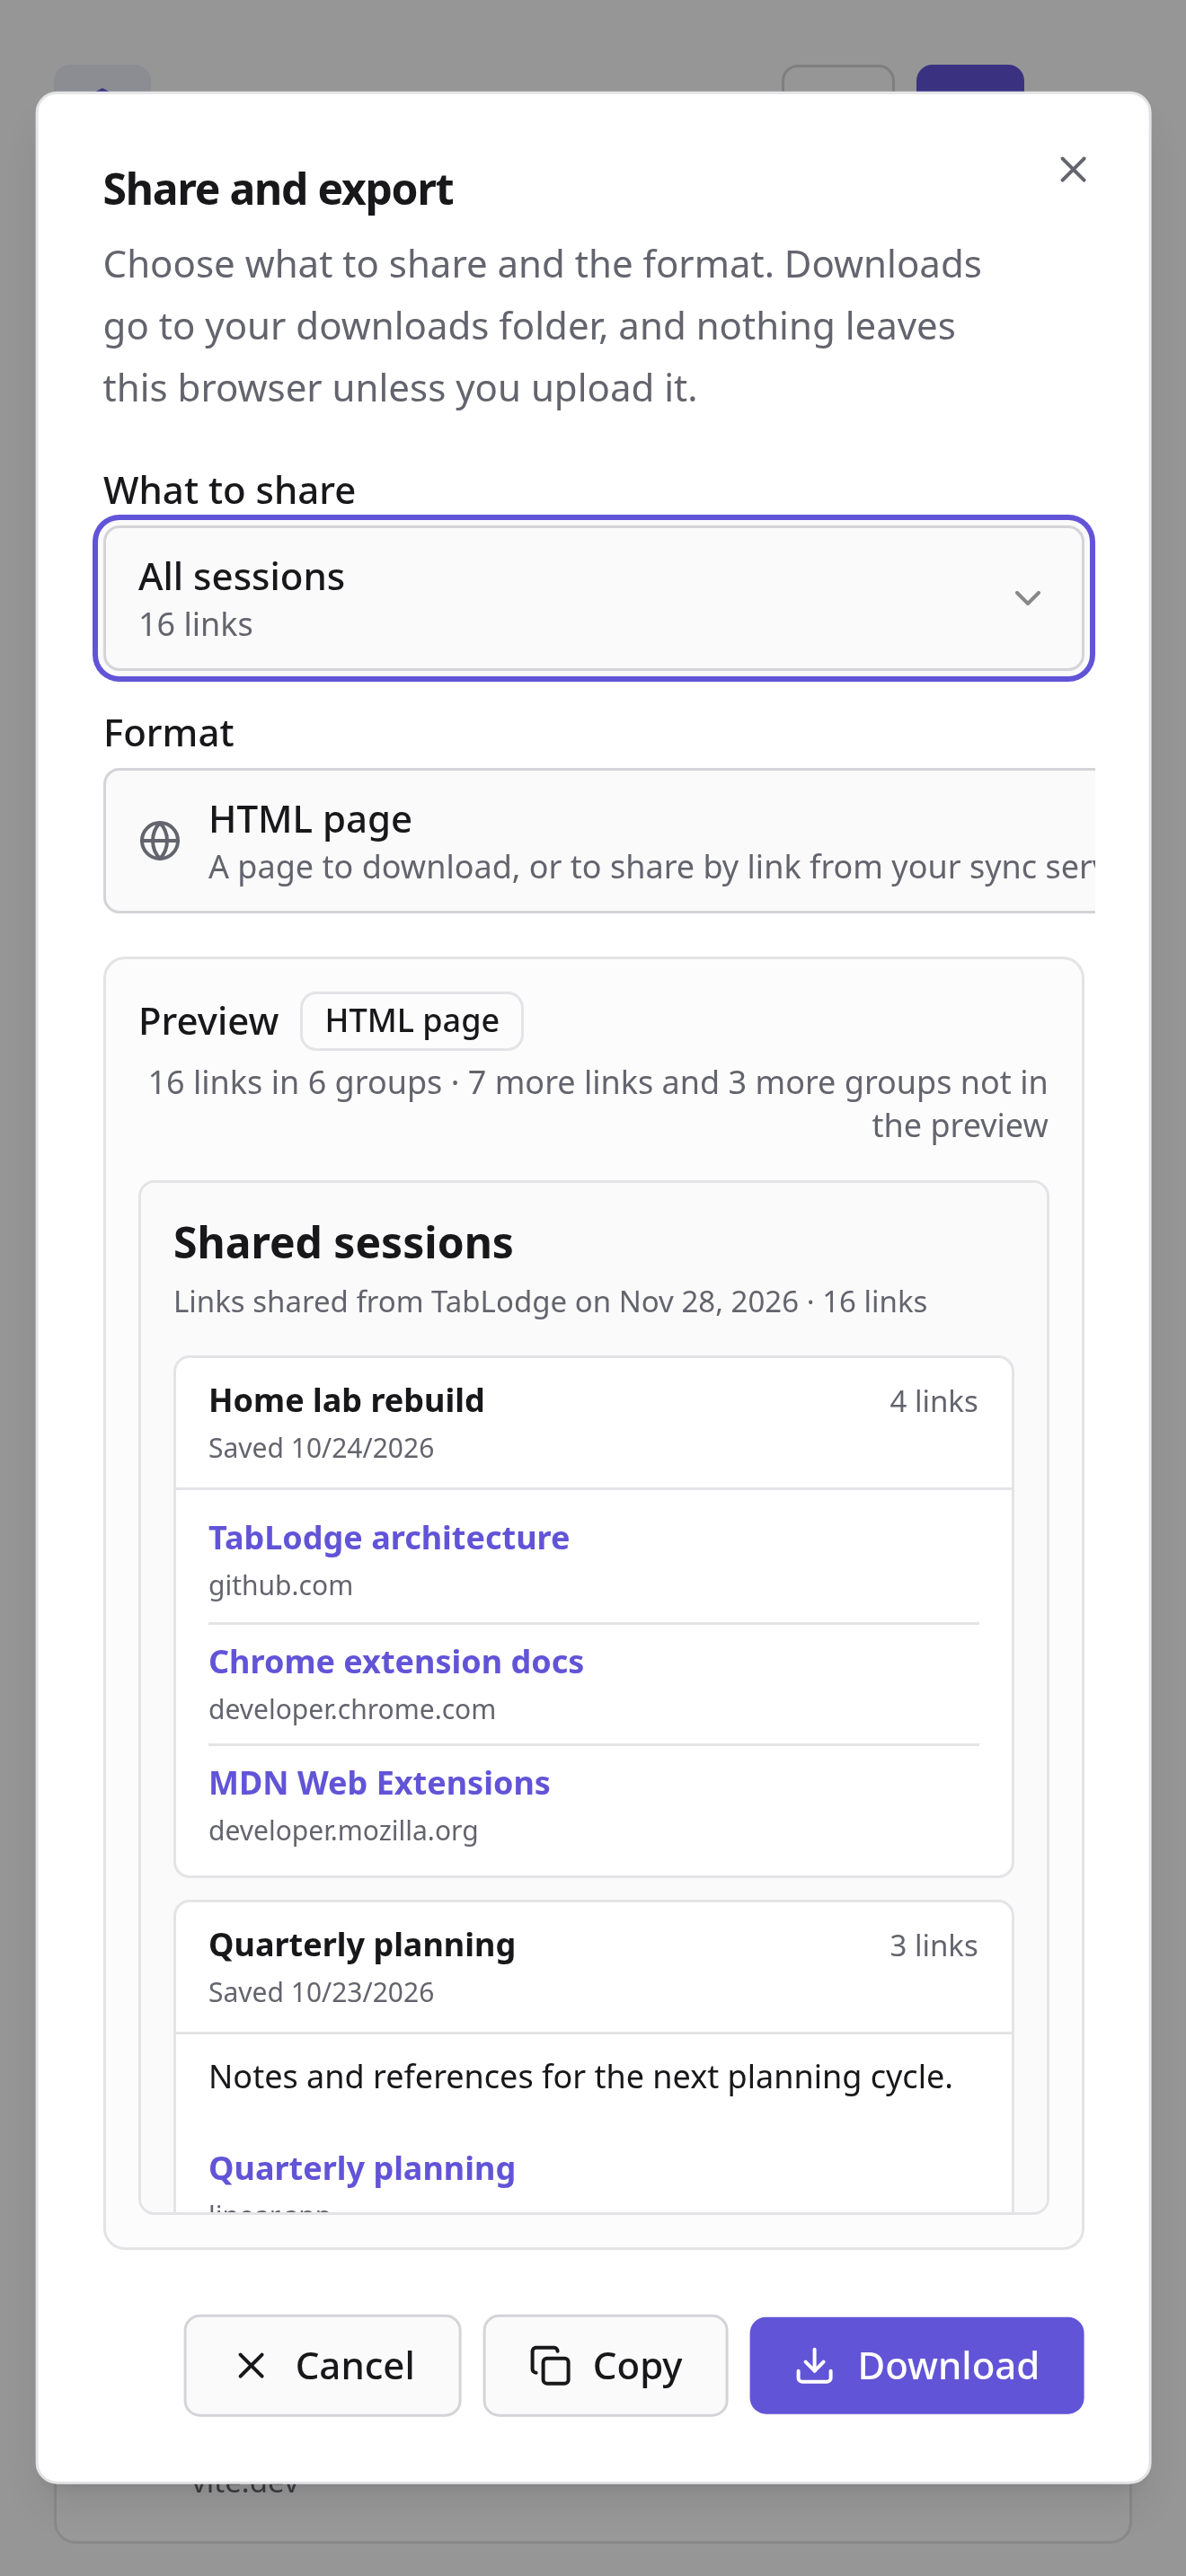 Share and export
Choose what to share and the format. Downloads
go to your downloads folder, and nothing leaves
this browser unless you upload it.
What to share
All sessions
16 links
Format
HTML page
A page to download, or to share by link from your sync
Preview
HTML page
16 links in 6 groups · 7 more links and 3 more groups not in
the preview
Shared sessions
Links shared from TabLodge on Nov 28, 2026 · 16 links
Home lab rebuild
4 links
Saved 10/24/2026
TabLodge architecture
github.com
Chrome extension docs
developer.chrome.com
MDN Web Extensions
developer.mozilla.org
Quarterly planning
3 links
Saved 10/23/2026
Notes and references for the next planning cycle.
Quarterly planning
Cancel
Copy
Download